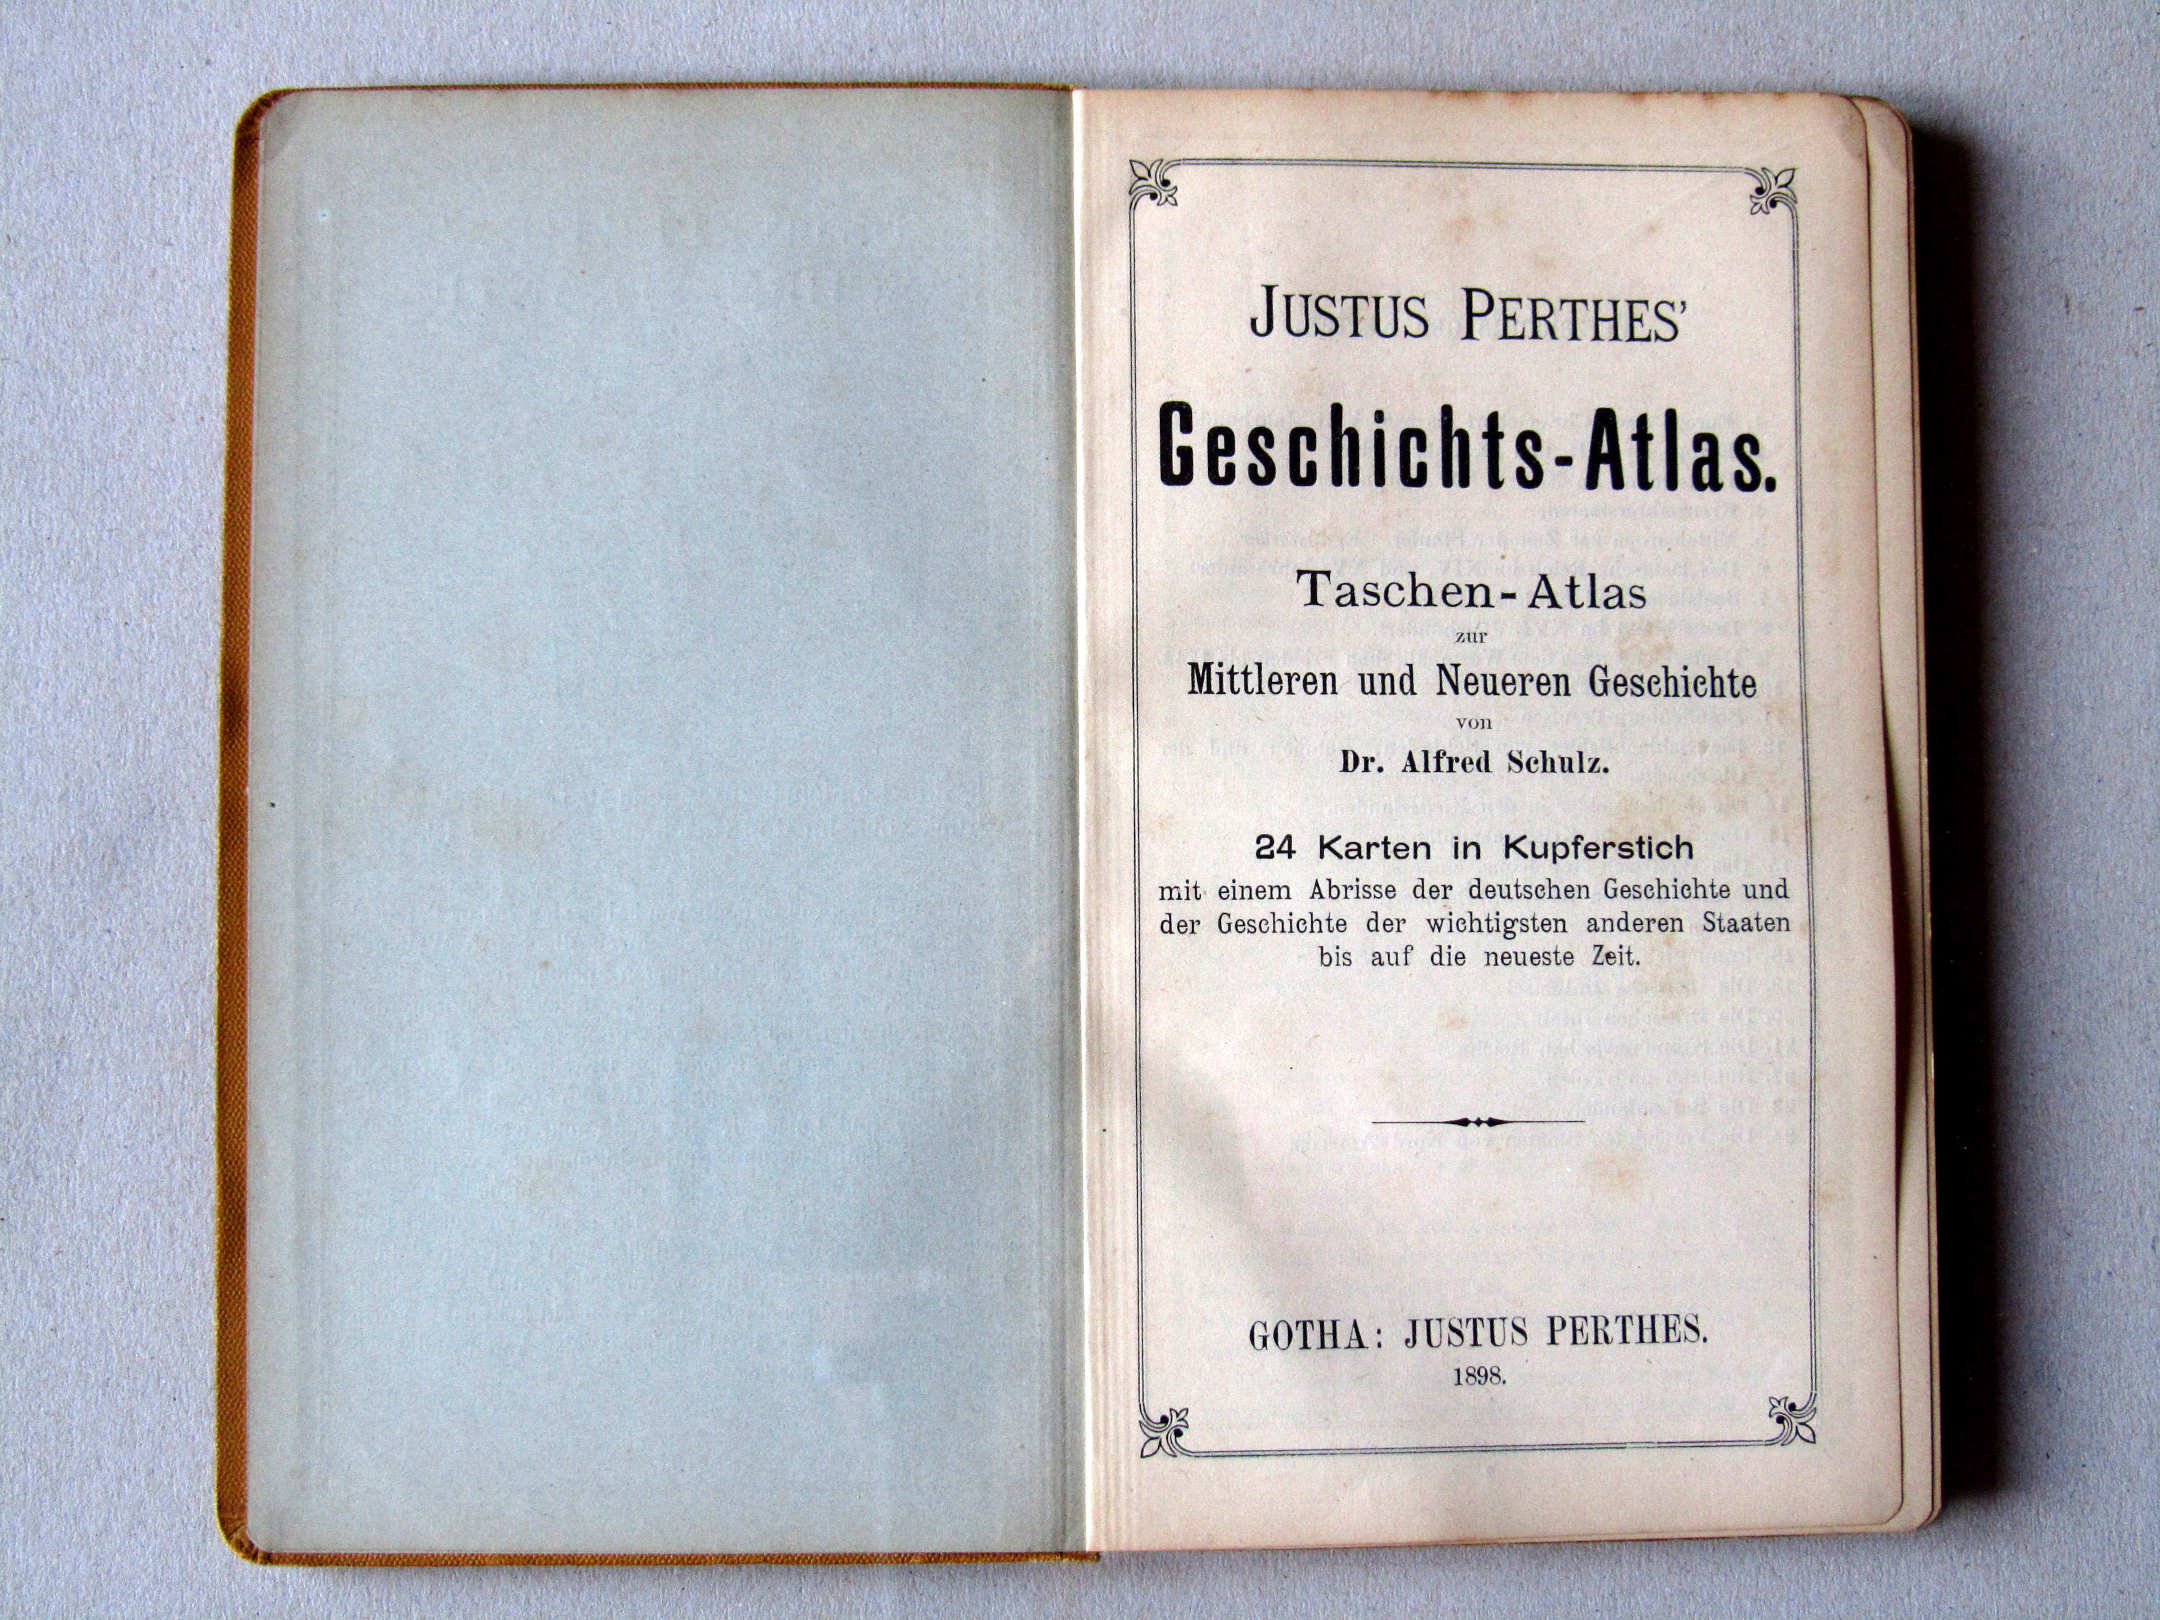 JUSTUS PERTHES'
Geschichts-Atlas.
Taschen-Atlas
zur
Mittleren und Neueren Geschichte
von
Dr. Alfred Schulz.
24 Karten in Kupferstich
mit einem Abrisse der deutschen Geschichte und
der Geschichte der wichtigsten anderen Staaten
bis auf die neueste Zeit.
GOTHA: JUSTUS PERTHES.
1898.